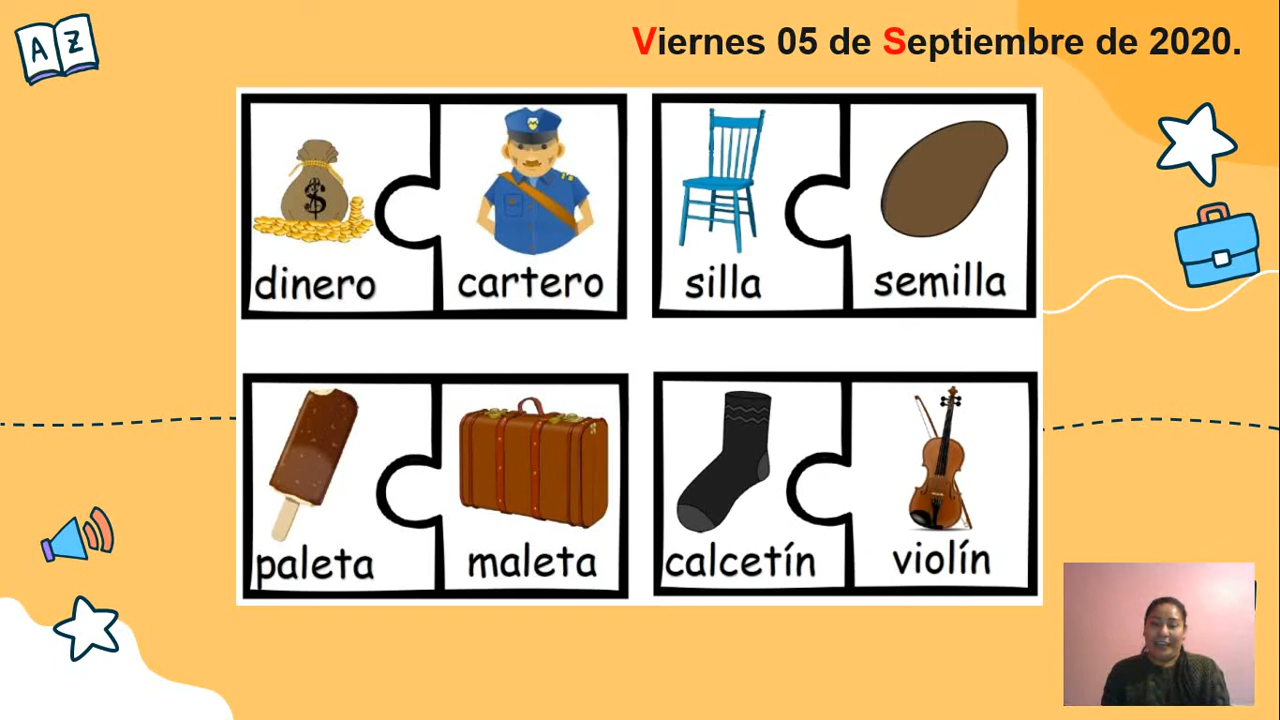 A Z
Viernes 05 de Septiembre de 2020.
$
dinero
cartero
silla
semilla
paleta
maleta
calcetín
violín